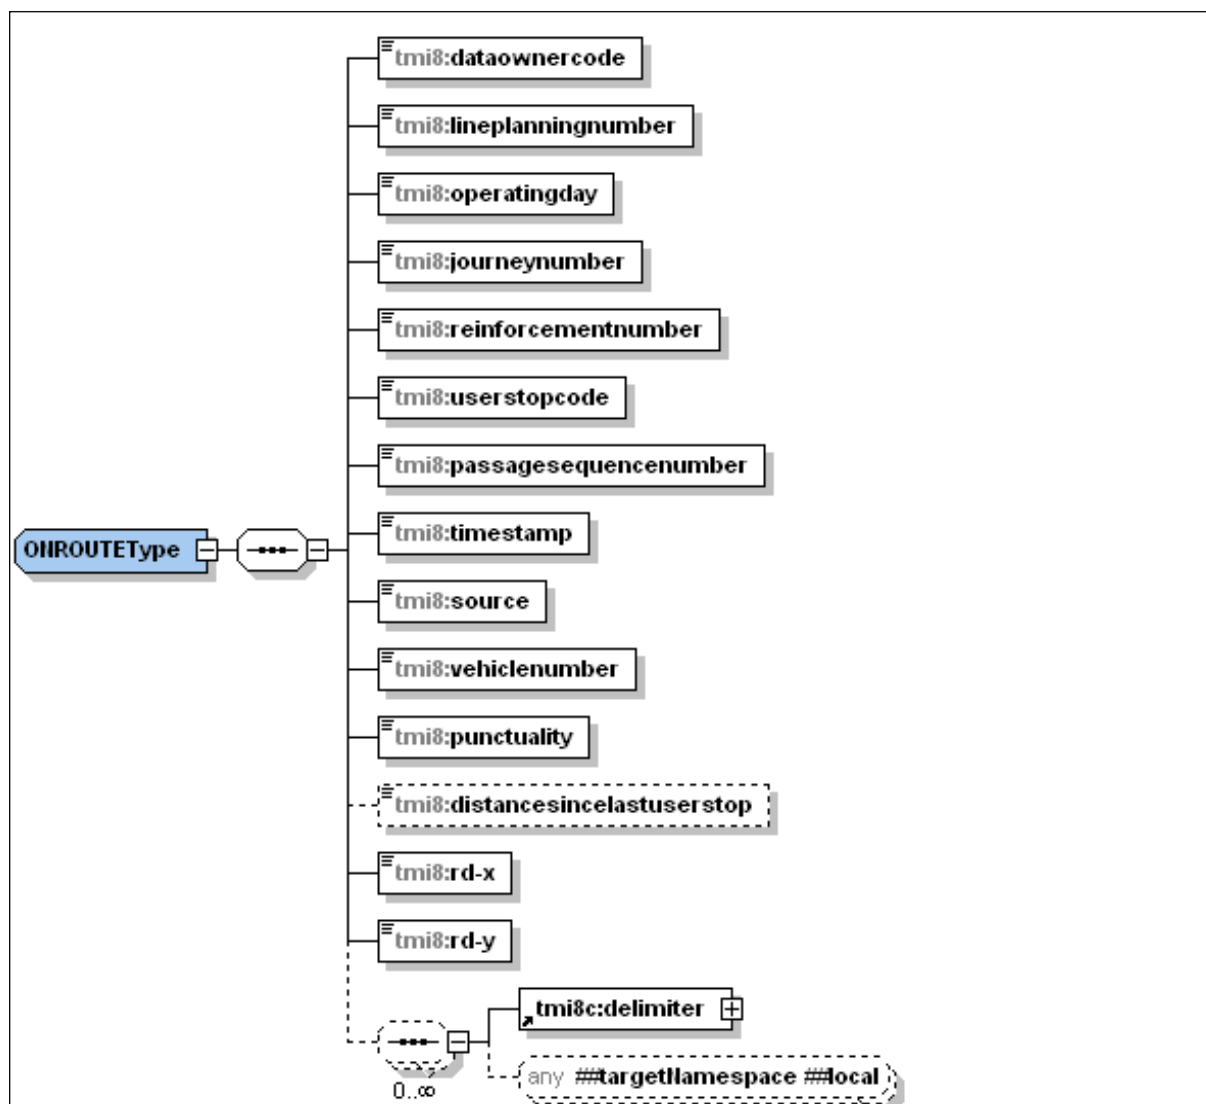 tmi8:dataownercode
tmi8:lineplanningnumber
tmi8:operatingday
tmi8:journeynumber
tmi8:reinforcementnumber
tmi8:userstopcode
tmi8:passagesequencenumber
tmi8:timestamp
ONROUTEType
tmi8:source
tmi8:vehiclenumber
tmi8:punctuality
tmi8:distancesincelastuserstop
tmi8:rd-x
tmi8:rd-y
tmi8c:delimiter
any ##targetNamespace ##local
0..∞